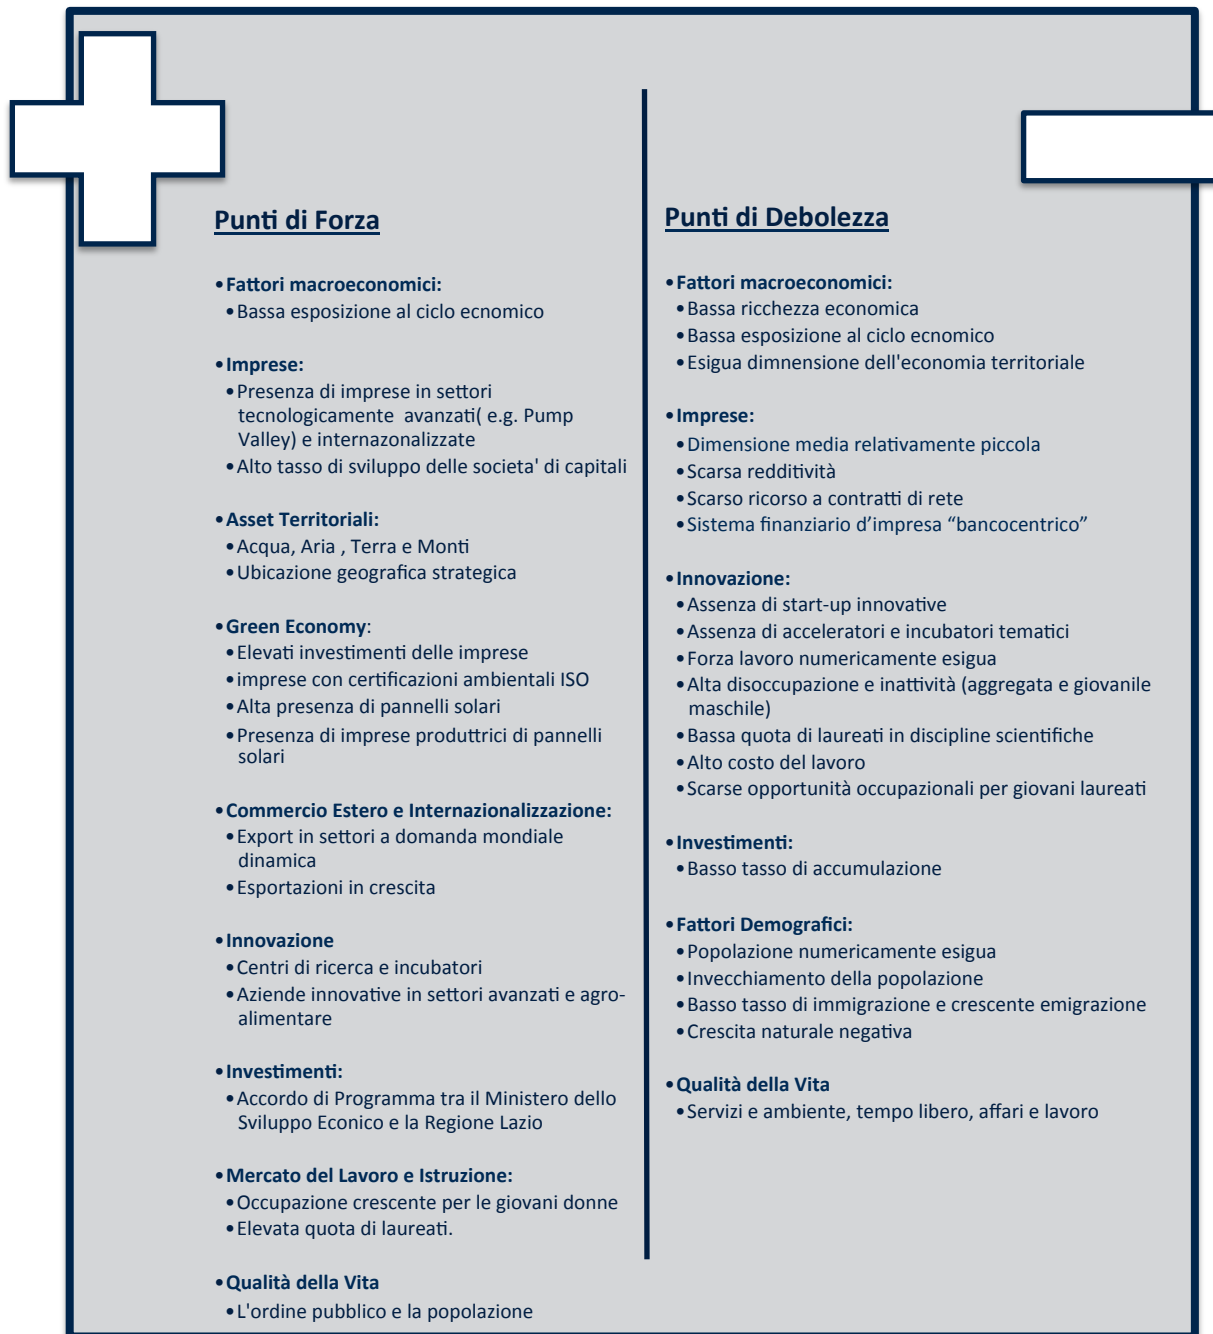 Punti di Forza
•Fattori macroeconomici:
•Bassa esposizione al ciclo ecnomico
•Imprese:
•Presenza di imprese in settori
tecnologicamente avanzati( e.g. Pump
Valley) e internazonalizzate
•Alto tasso di sviluppo delle societa' di capitali
•Asset Territoriali:
•Acqua, Aria , Terra e Monti
•Ubicazione geografica strategica
•Green Economy:
•Elevati investimenti delle imprese
•imprese con certificazioni ambientali ISO
•Alta presenza di pannelli solari
•Presenza di imprese produttrici di pannelli
solari
•Commercio Estero e Internazionalizzazione:
•Export in settori a domanda mondiale
dinamica
•Esportazioni in crescita
•Innovazione
•Centri di ricerca e incubatori
•Aziende innovative in settori avanzati e agro-
alimentare
•Investimenti:
•Accordo di Programma tra il Ministero dello
Sviluppo Econico e la Regione Lazio
•Mercato del Lavoro e Istruzione:
•Occupazione crescente per le giovani donne
•Elevata quota di laureati.
•Qualità della Vita
•L'ordine pubblico e la popolazione
Punti di Debolezza
•Fattori macroeconomici:
•Bassa ricchezza economica
•Bassa esposizione al ciclo ecnomico
•Esigua dimnensione dell'economia territoriale
•Imprese:
•Dimensione media relativamente piccola
•Scarsa redditività
•Scarso ricorso a contratti di rete
•Sistema finanziario d’impresa “bancocentrico”
•Innovazione:
•Assenza di start-up innovative
•Assenza di acceleratori e incubatori tematici
•Forza lavoro numericamente esigua
•Alta disoccupazione e inattività (aggregata e giovanile
maschile)
•Bassa quota di laureati in discipline scientifiche
•Alto costo del lavoro
•Scarse opportunità occupazionali per giovani laureati
•Investimenti:
•Basso tasso di accumulazione
•Fattori Demografici:
•Popolazione numericamente esigua
•Invecchiamento della popolazione
•Basso tasso di immigrazione e crescente emigrazione
•Crescita naturale negativa
•Qualità della Vita
•Servizi e ambiente, tempo libero, affari e lavoro